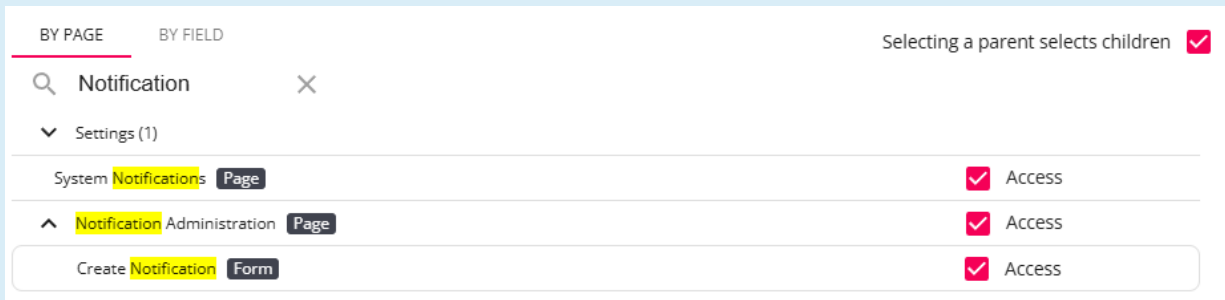 BY PAGE BY FIELD
Selecting a parent selects children
Notification
Settings (1)
System Notifications Page Access
Notification Administration Page Access
Create Notification Form Access